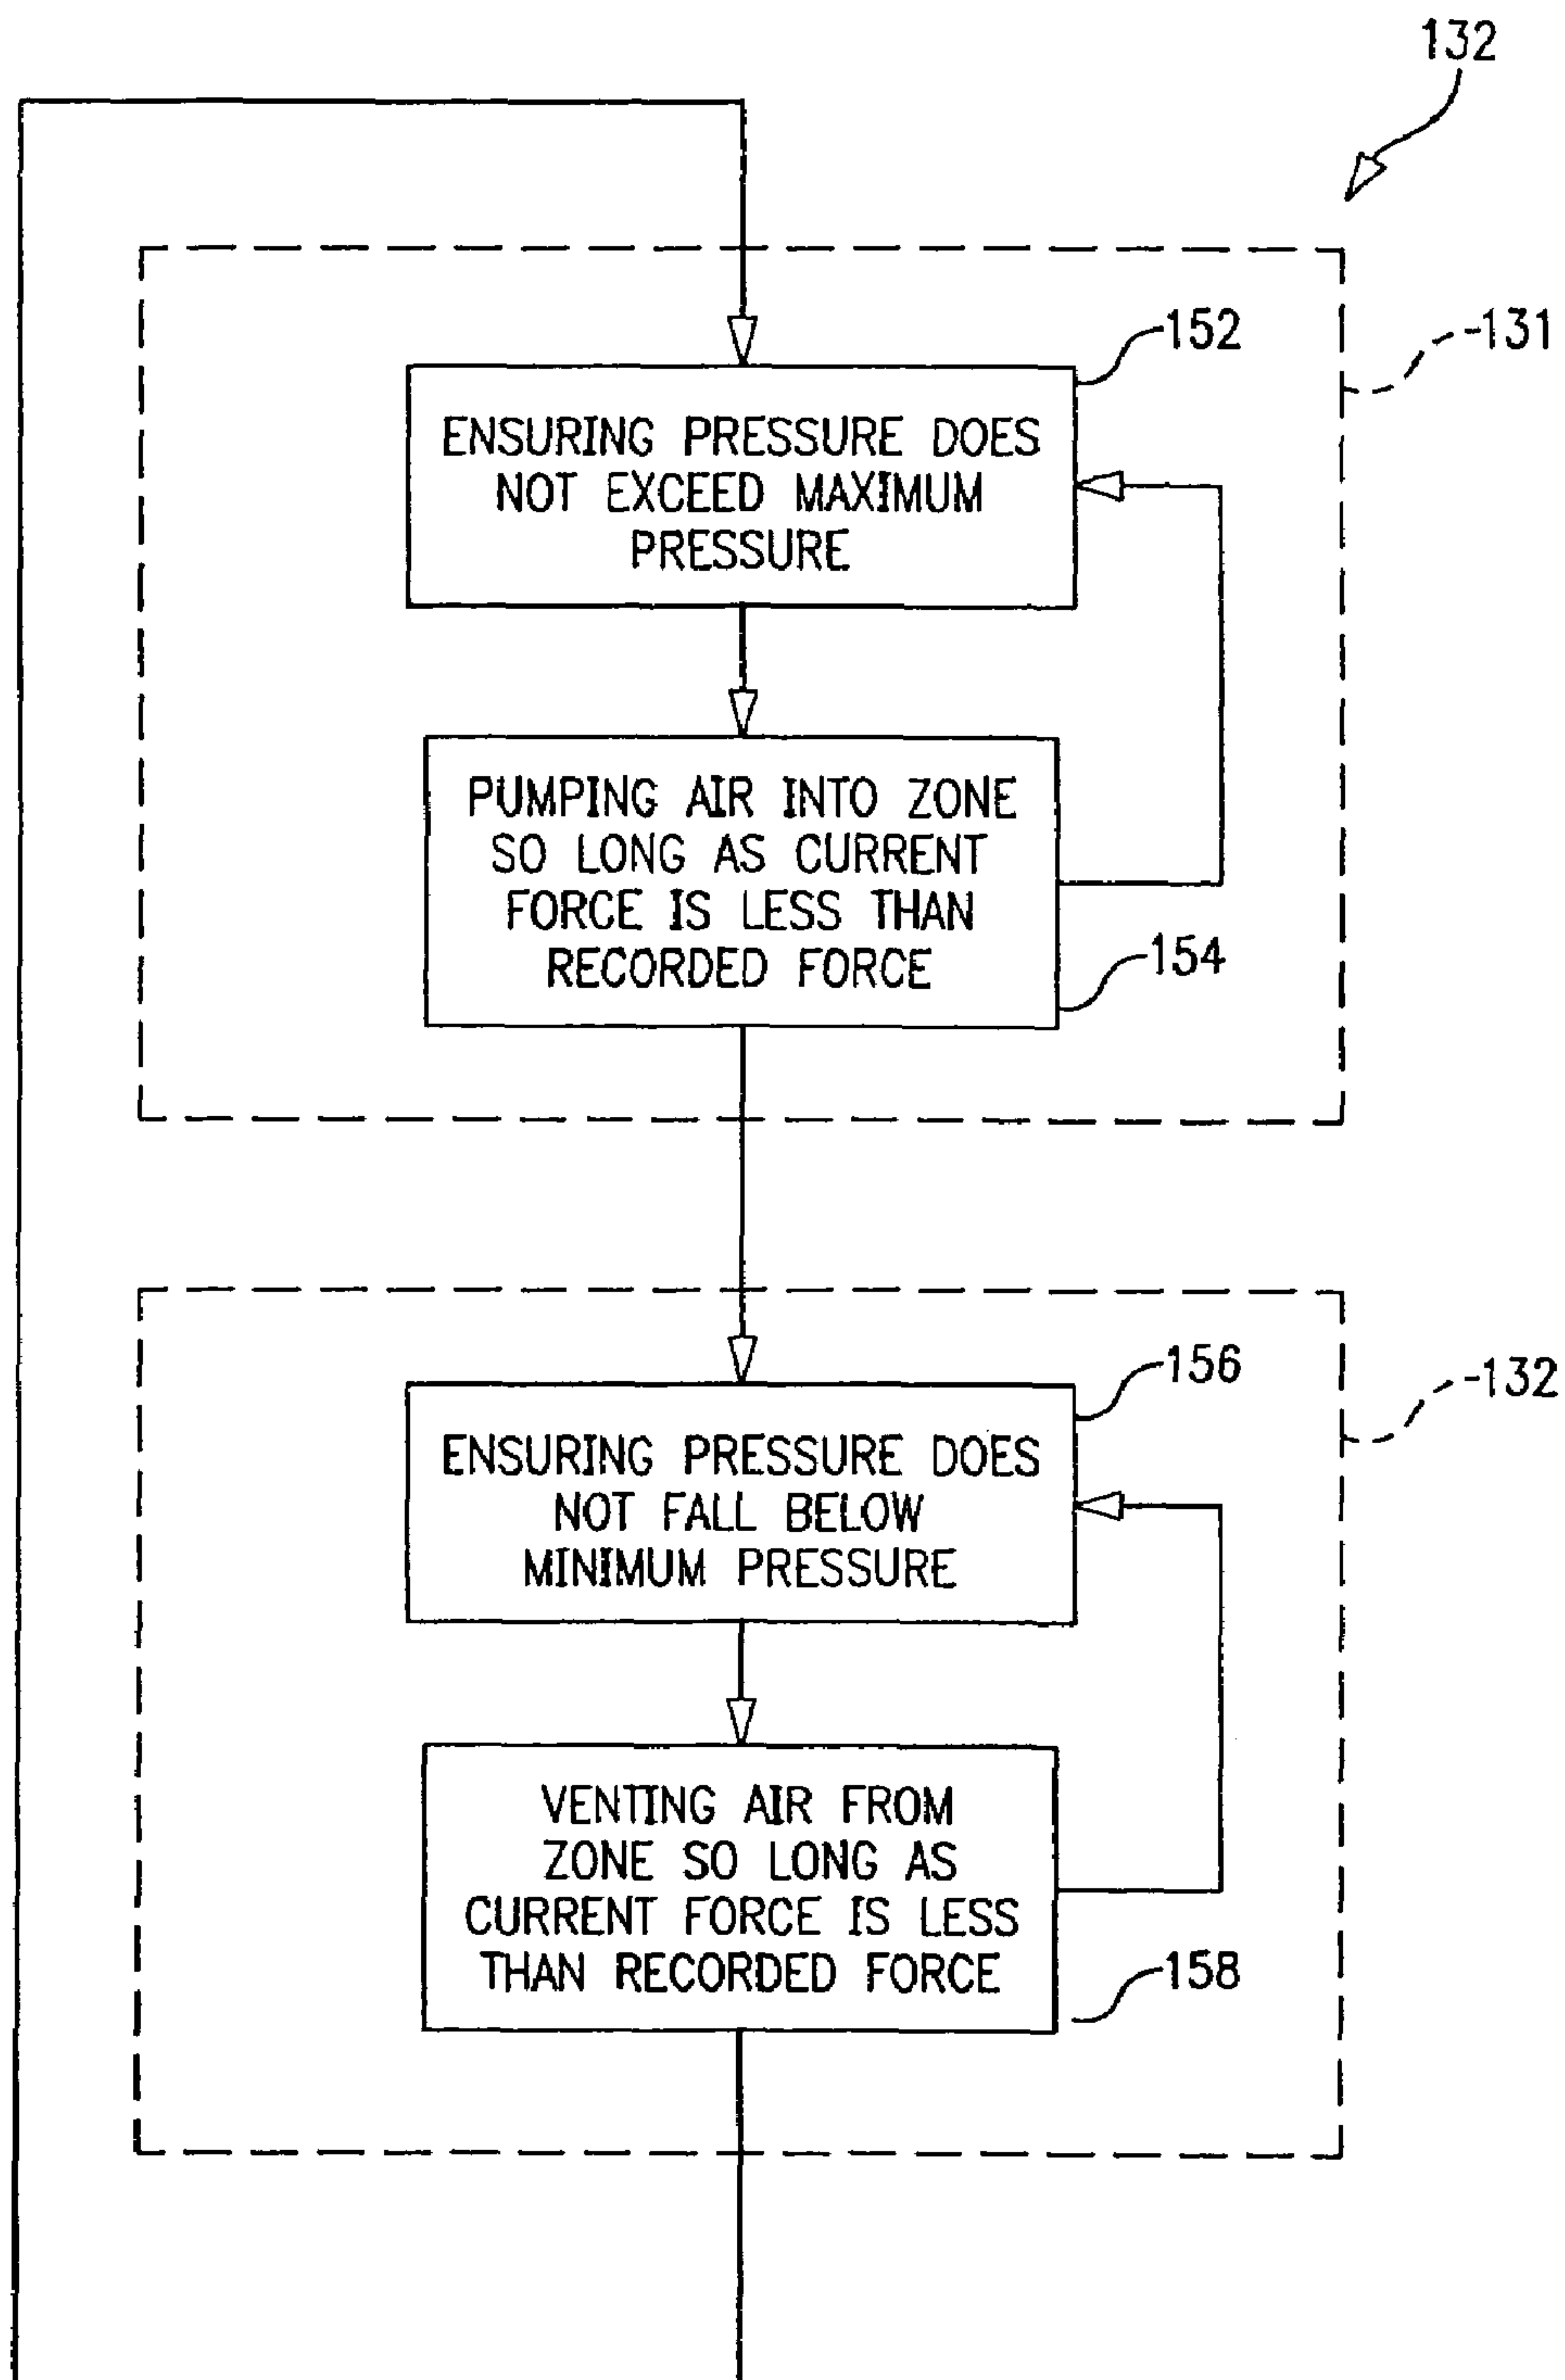 132
152
131
ENSURING PRESSURE DOES
NOT EXCEED MAXIMUM
PRESSURE
PUMPING AIR INTO ZONE
SO LONG AS CURRENT
FORCE IS LESS THAN
RECORDED FORCE
154
156
132
ENSURING PRESSURE DOES
NOT FALL BELOW
MINIMUM PRESSURE
VENTING AIR FROM
ZONE SO LONG AS
CURRENT FORCE IS LESS
THAN RECORDED FORCE
158